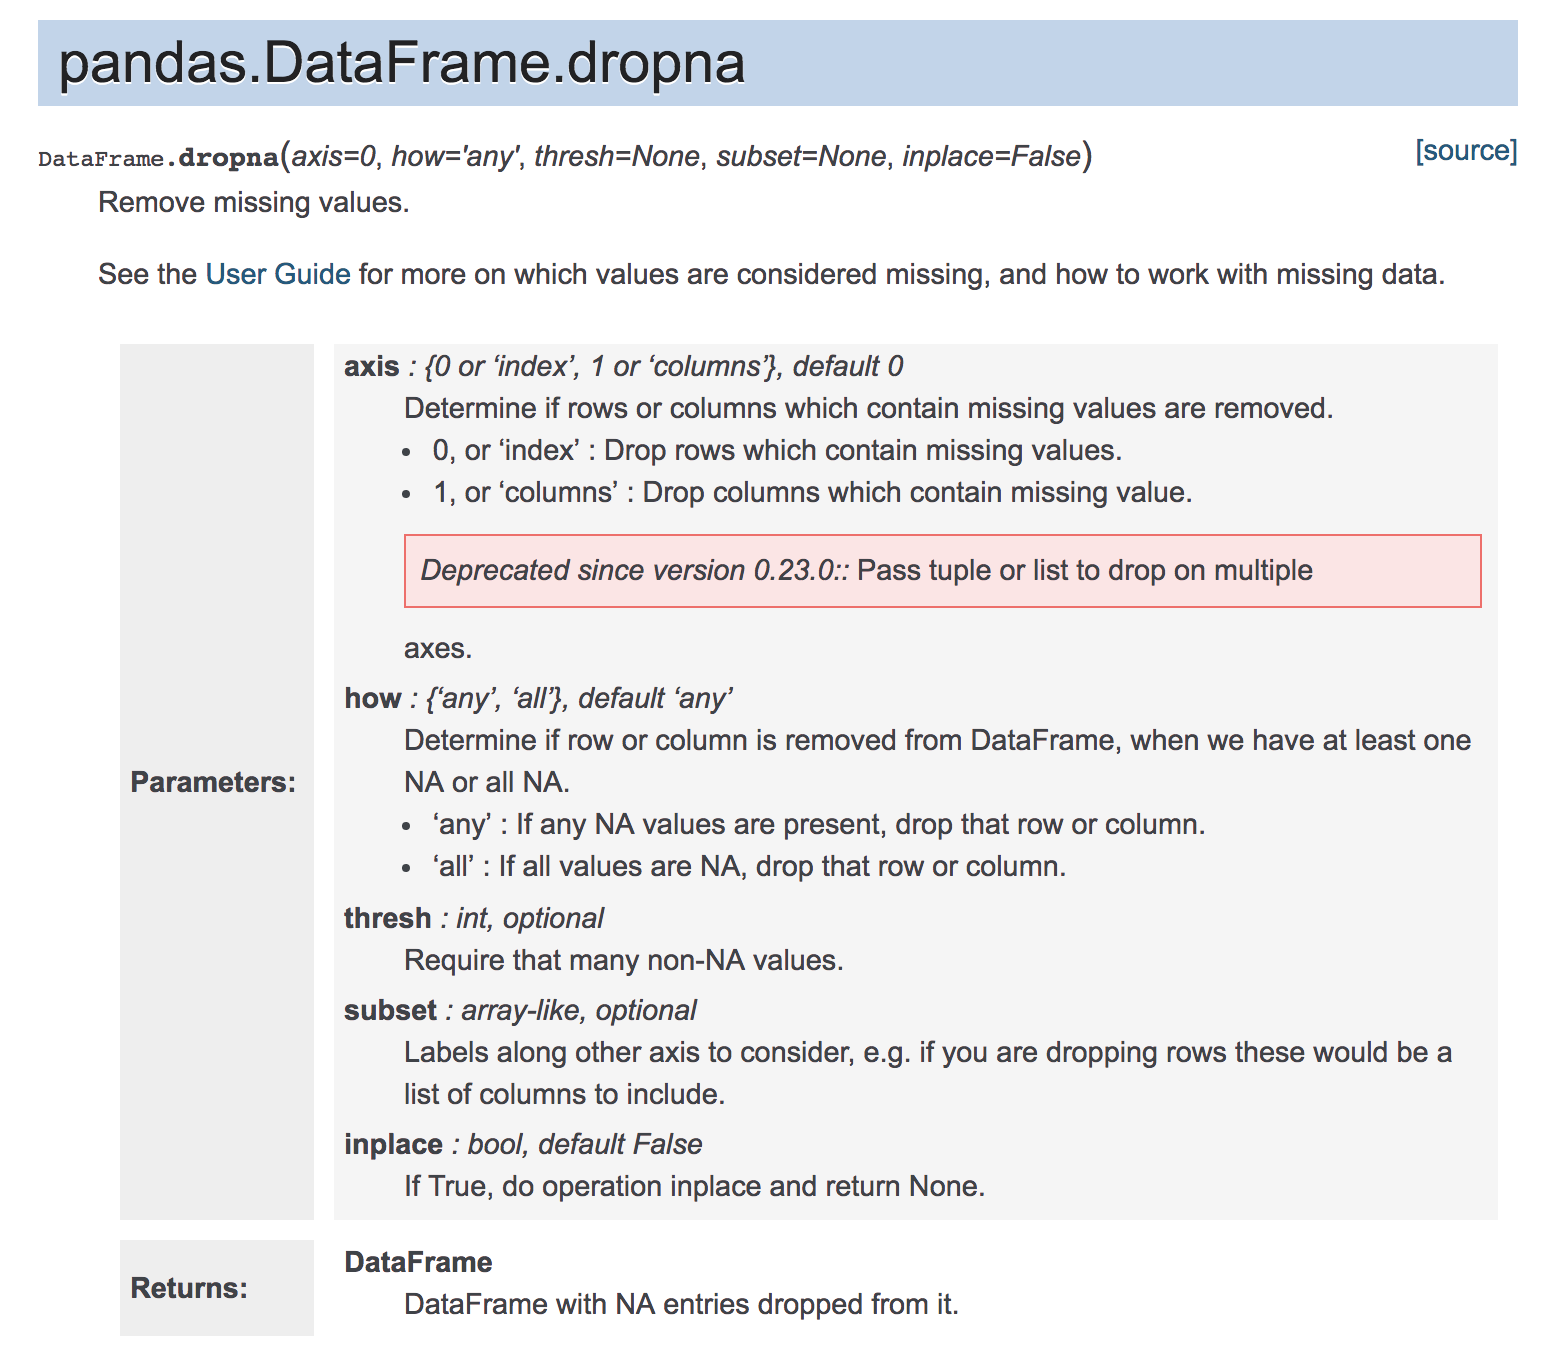 pandas.DataFrame.dropna
DataFrame.dropna(axis=0, how='any', thresh=None, subset=None, inplace=False) [source]
Remove missing values.
See the User Guide for more on which values are considered missing, and how to work with missing data.
Parameters:
axis : {0 or ‘index’, 1 or ‘columns’}, default 0
Determine if rows or columns which contain missing values are removed.
• 0, or ‘index’ : Drop rows which contain missing values.
• 1, or ‘columns’ : Drop columns which contain missing value.
Deprecated since version 0.23.0:: Pass tuple or list to drop on multiple
axes.
how : {‘any’, ‘all’}, default ‘any’
Determine if row or column is removed from DataFrame, when we have at least one
NA or all NA.
• ‘any’ : If any NA values are present, drop that row or column.
• ‘all’ : If all values are NA, drop that row or column.
thresh : int, optional
Require that many non-NA values.
subset : array-like, optional
Labels along other axis to consider, e.g. if you are dropping rows these would be a
list of columns to include.
inplace : bool, default False
If True, do operation inplace and return None.
Returns:
DataFrame
DataFrame with NA entries dropped from it.